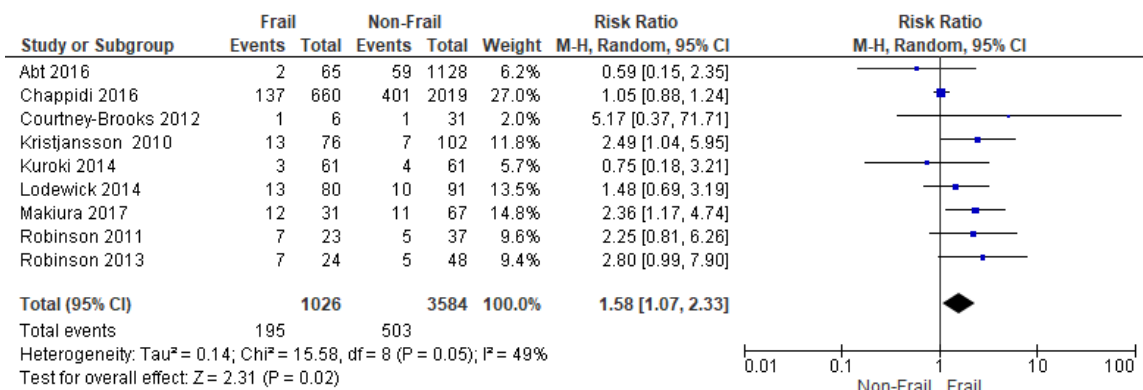 Frail Non-Frail Risk Ratio Risk Ratio
Study or Subgroup Events Total Events Total Weight M-H, Random, 95% CI M-H, Random, 95% CI
Abt 2016 2 65 59 1128 6.2% 0.59 [0.15, 2.35]
Chappidi 2016 137 660 401 2019 27.0% 1.05 [0.88, 1.24]
Courtney-Brooks 2012 1 6 1 31 2.0% 5.17 [0.37, 71.71]
Kristjansson 2010 13 76 7 102 11.8% 2.49 [1.04, 5.95]
Kuroki 2014 3 61 4 61 5.7% 0.75 [0.18, 3.21]
Lodewick 2014 13 80 10 91 13.5% 1.48 [0.69, 3.19]
Makiura 2017 12 31 11 67 14.8% 2.36 [1.17, 4.74]
Robinson 2011 7 23 5 37 9.6% 2.25 [0.81, 6.26]
Robinson 2013 7 24 5 48 9.4% 2.80 [0.99, 7.90]
Total (95% CI) 1026 3584 100.0% 1.58 [1.07, 2.33]
Total events 195 503
Heterogeneity: Tau² = 0.14; Chi² = 15.58, df = 8 (P = 0.05); I² = 49%
Test for overall effect: Z = 2.31 (P = 0.02)
0.01 0.1 1 10 100
Non-Frail Frail